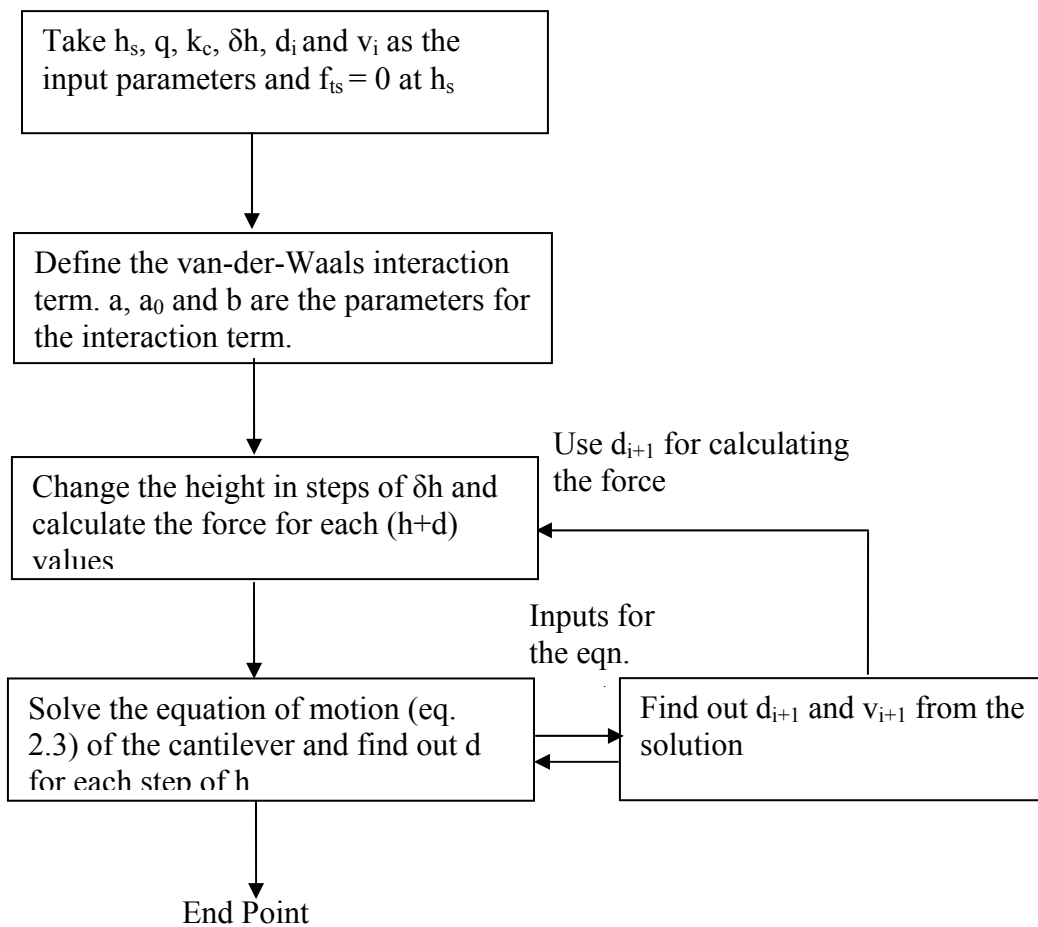 Take hₛ, q, k꜀, δh, dᵢ and vᵢ as the
input parameters and fₜₛ = 0 at hₛ
Define the van-der-Waals interaction
term. a, a₀ and b are the parameters for
the interaction term.
Use dᵢ₊₁ for calculating
the force
Change the height in steps of δh and
calculate the force for each (h+d)
values
Inputs for
the eqn.
Solve the equation of motion (eq.
2.3) of the cantilever and find out d
for each step of h
Find out dᵢ₊₁ and vᵢ₊₁ from the
solution
End Point